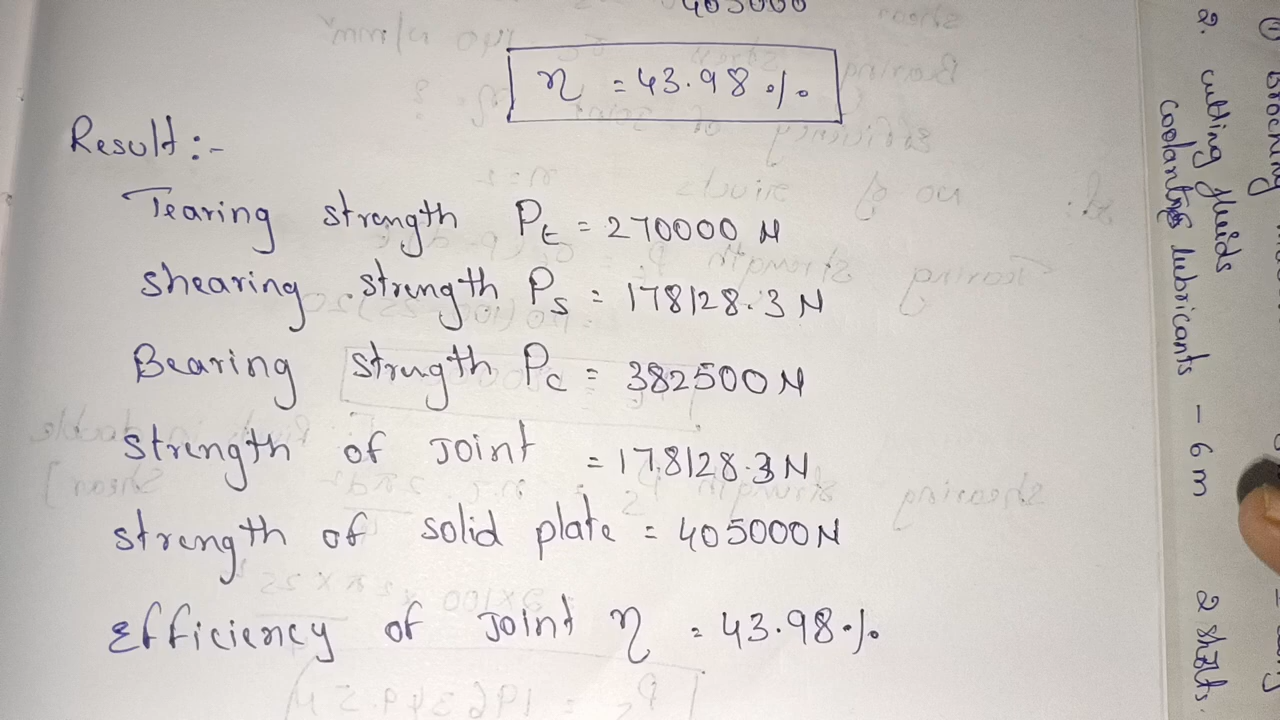 405000
η = 43.98 %
Result :-
Tearing strength Pt = 270000 N
shearing strength Ps = 178128.3 N
Bearing strength Pc = 382500 N
strength of Joint = 178128.3 N
strength of solid plate = 405000 N
Efficiency of Joint η = 43.98 %
2. cutting fluids
coolants lubricants - 6 m
2 shifts.